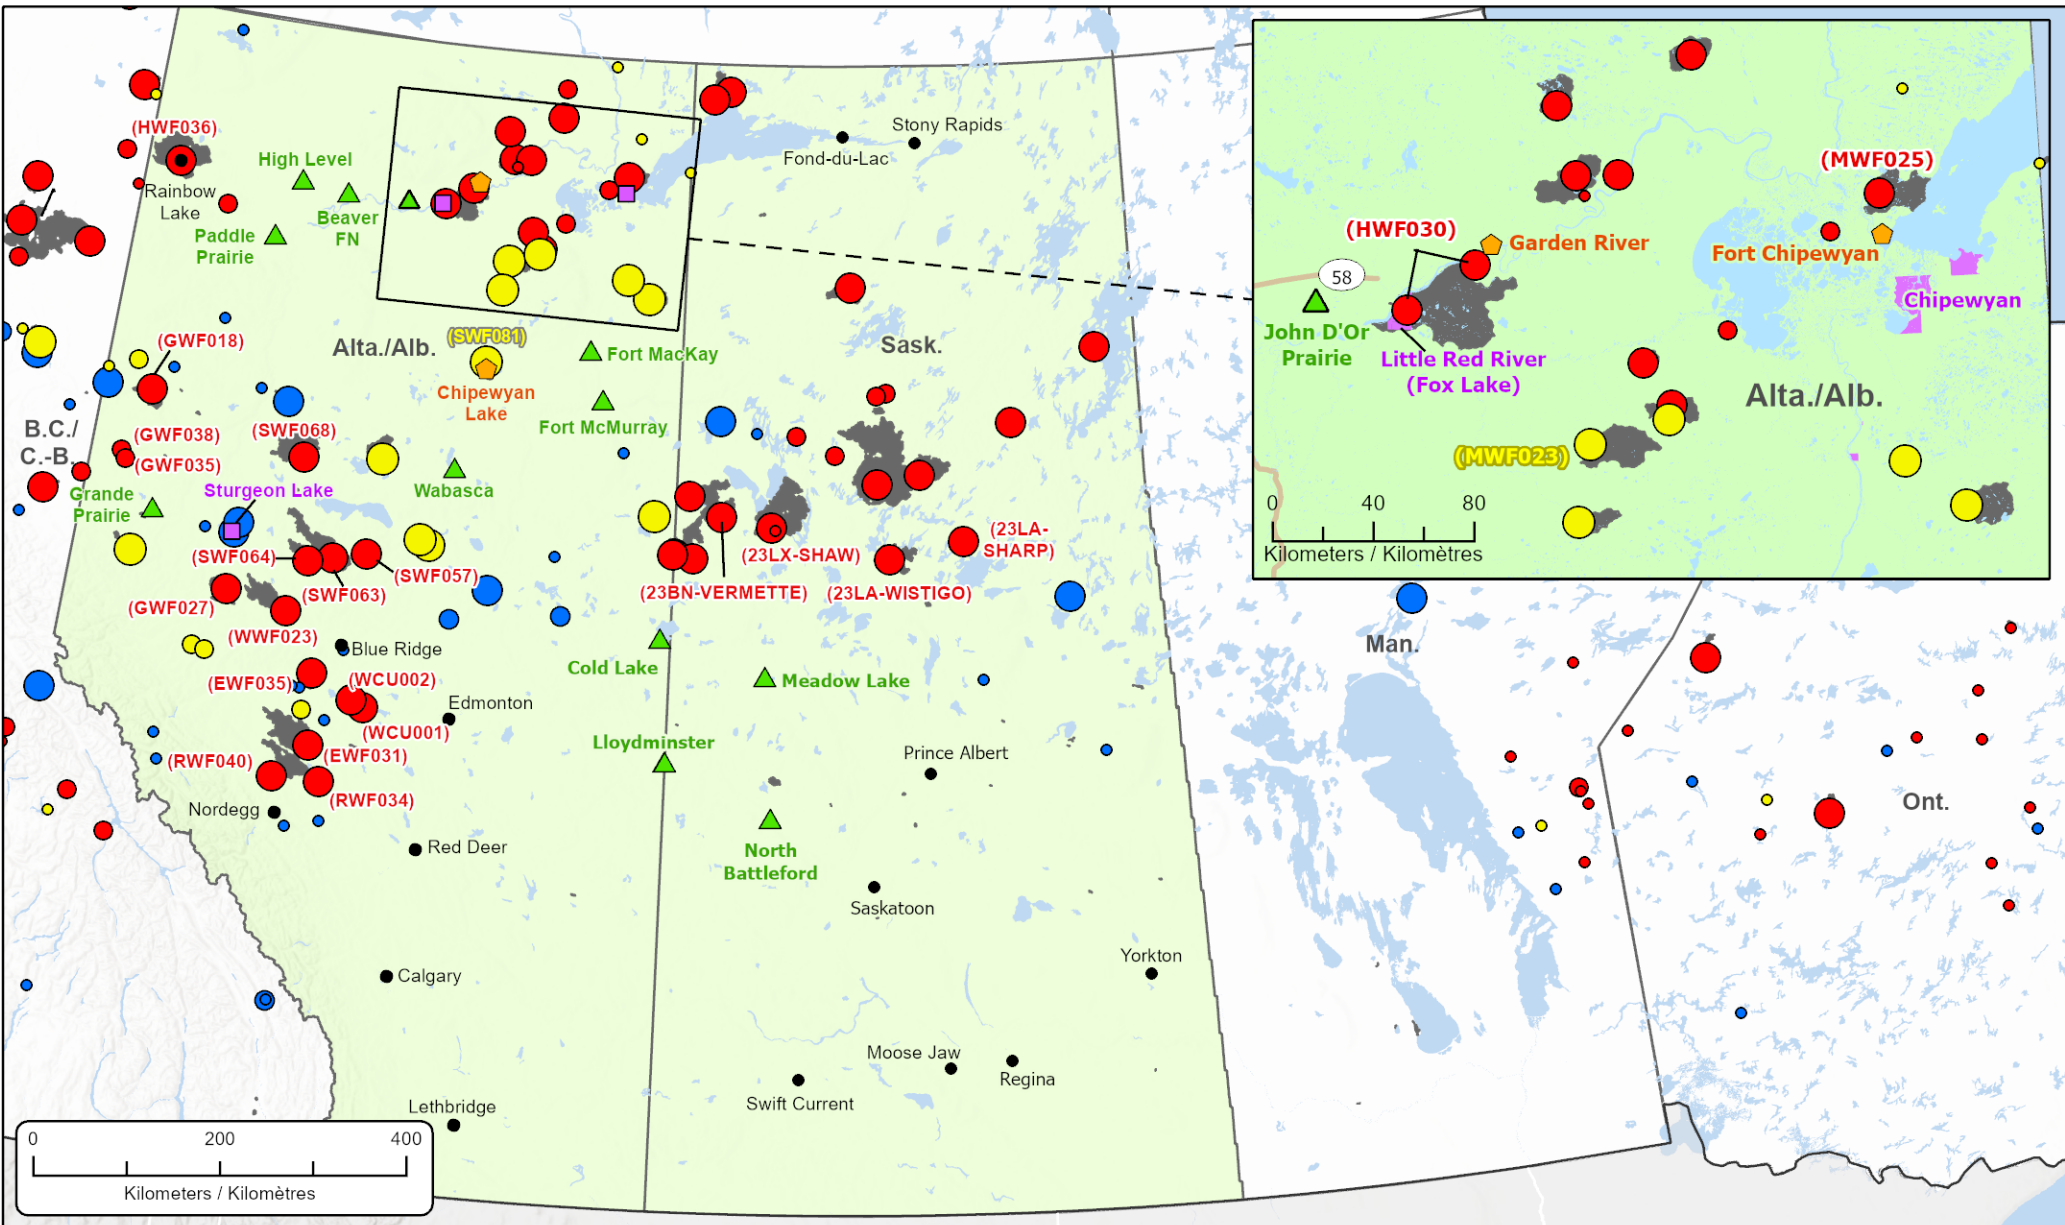 (HWF036)
High Level
Rainbow
Lake
Beaver
FN
Paddle
Prairie
Stony Rapids
Fond-du-Lac
(GWF018)
Alta./Alb.
(SWF081)
Fort MacKay
Sask.
Chipewyan
Lake
Fort McMurray
B.C./
C.-B.
(GWF038)
(SWF068)
(GWF035)
Grande
Prairie
Sturgeon Lake
Wabasca
(SWF064)
(SWF057)
(SWF063)
(GWF027)
(WWF023)
(23LX-SHAW)
(23LA-
SHARP)
(23BN-VERMETTE)
(23LA-WISTIGO)
Blue Ridge
Cold Lake
Meadow Lake
(EWF035)
(WCU002)
Edmonton
(WCU001)
(EWF031)
(RWF040)
(RWF034)
Lloydminster
Prince Albert
Nordegg
Red Deer
North
Battleford
Saskatoon
Yorkton
Calgary
Moose Jaw
Regina
Swift Current
Lethbridge
0 200 400
Kilometers / Kilomètres
Man.
Ont.
(MWF025)
(HWF030)
Garden River
Fort Chipewyan
58
Chipewyan
John D'Or
Prairie
Little Red River
(Fox Lake)
Alta./Alb.
(MWF023)
0 40 80
Kilometers / Kilomètres